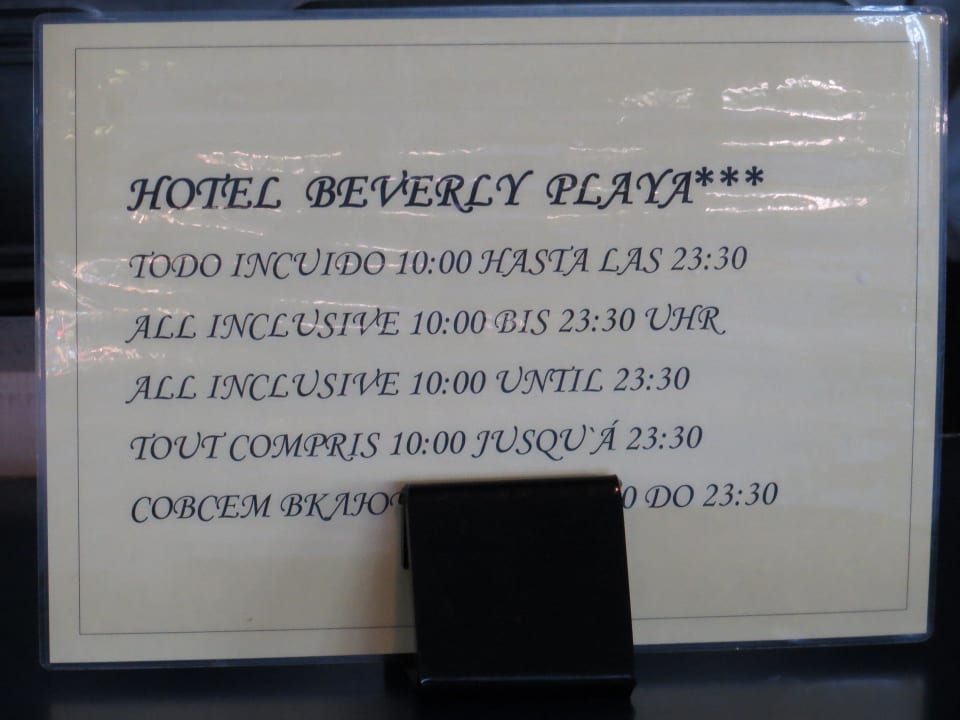 HOTEL BEVERLY PLAYA***
TODO INCUIDO 10:00 HASTA LAS 23:30
ALL INCLUSIVE 10:00 BIS 23:30 UHR
ALL INCLUSIVE 10:00 UNTIL 23:30
TOUT COMPRIS 10:00 JUSQU`Á 23:30
СОВСЕМ ДО 23:30